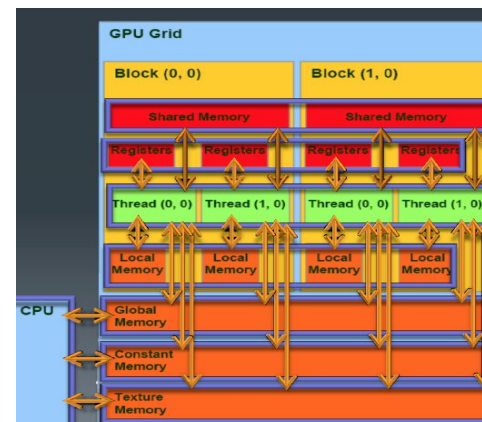 GPU Grid
Block (0, 0) Block (1, 0)
Shared Memory Shared Memory
Registers Registers Registers Registers
Thread (0, 0) Thread (1, 0) Thread (0, 0) Thread (1, 0)
Local Local Local Local
Memory Memory Memory Memory
CPU
Global
Memory
Constant
Memory
Texture
Memory